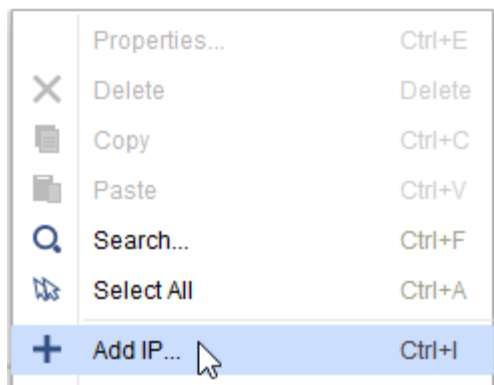 Properties... Ctrl+E
Delete Delete
Copy Ctrl+C
Paste Ctrl+V
Search... Ctrl+F
Select All Ctrl+A
Add IP... Ctrl+I